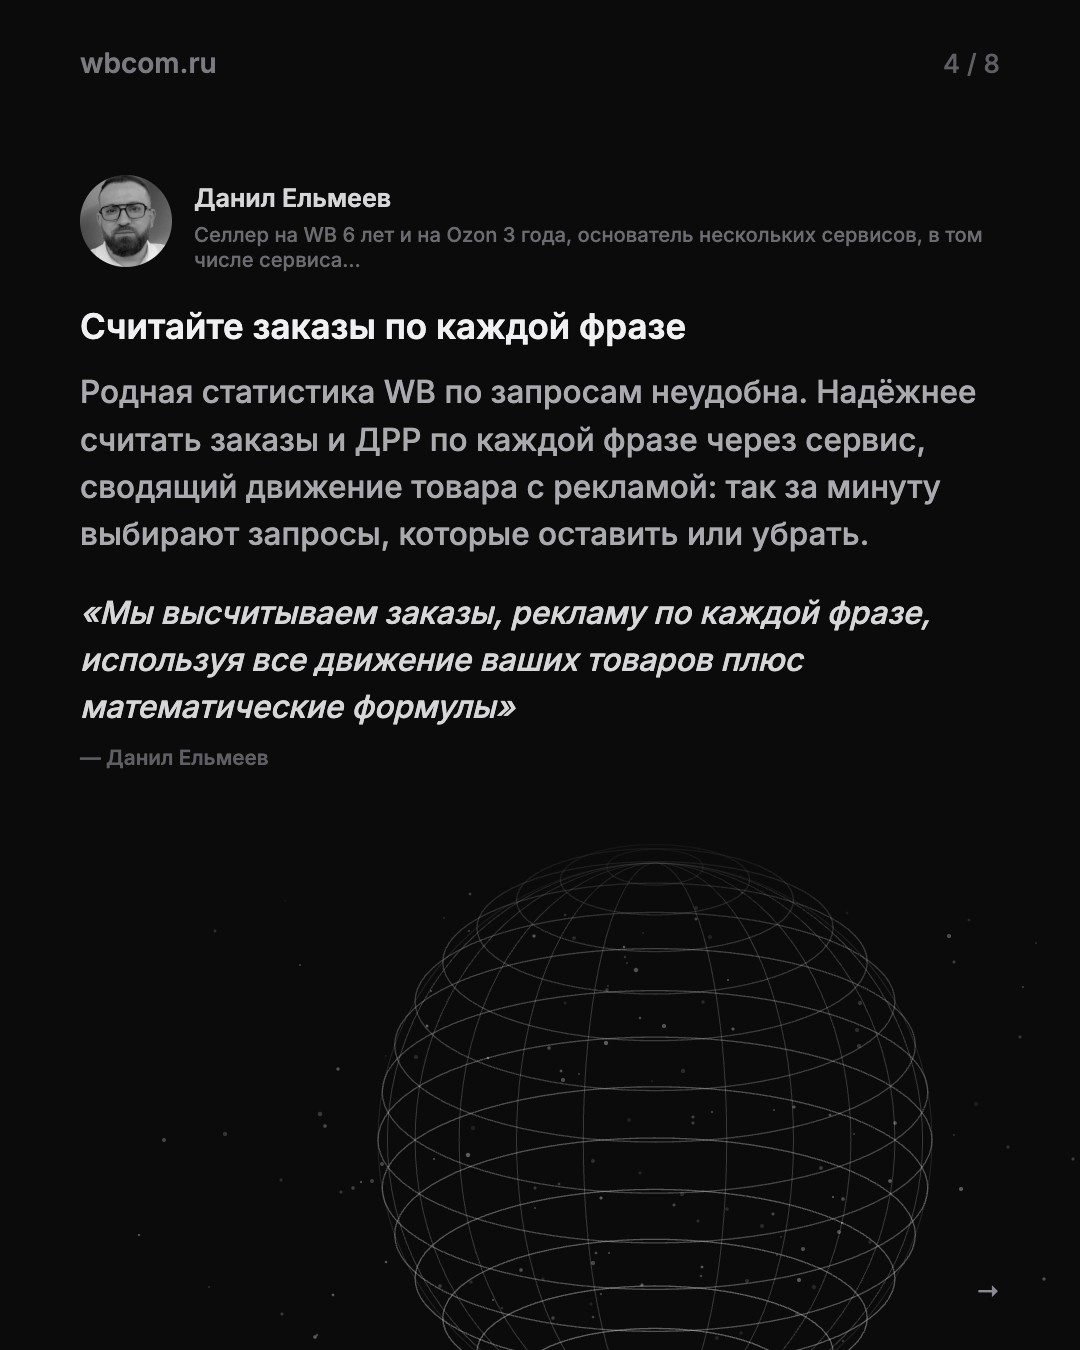 wbcom.ru
4 / 8
Данил Ельмеев
Селлер на WB 6 лет и на Ozon 3 года, основатель нескольких сервисов, в том
числе сервиса...
Считайте заказы по каждой фразе
Родная статистика WB по запросам неудобна. Надёжнее
считать заказы и ДРР по каждой фразе через сервис,
сводящий движение товара с рекламой: так за минуту
выбирают запросы, которые оставить или убрать.
«Мы высчитываем заказы, рекламу по каждой фразе,
используя все движение ваших товаров плюс
математические формулы»
— Данил Ельмеев
→